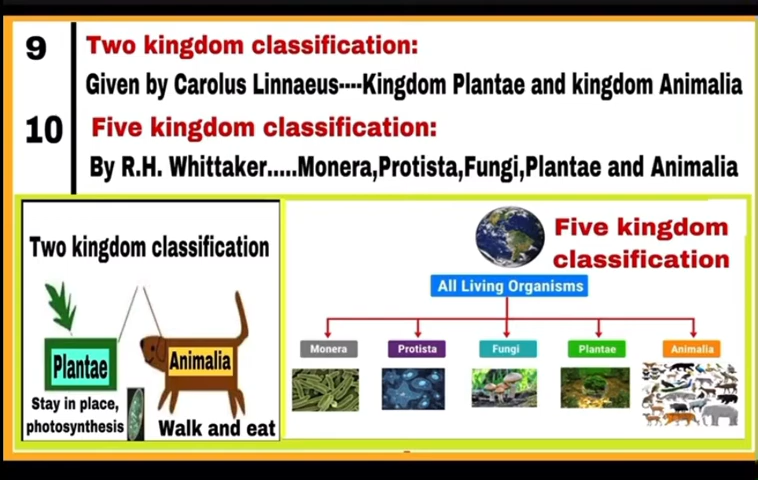 9 Two kingdom classification:
Given by Carolus Linnaeus----Kingdom Plantae and kingdom Animalia
10 Five kingdom classification:
By R.H. Whittaker.....Monera,Protista,Fungi,Plantae and Animalia
Two kingdom classification
Plantae
Animalia
Stay in place,
photosynthesis
Walk and eat
Five kingdom
classification
All Living Organisms
Monera
Protista
Fungi
Plantae
Animalia